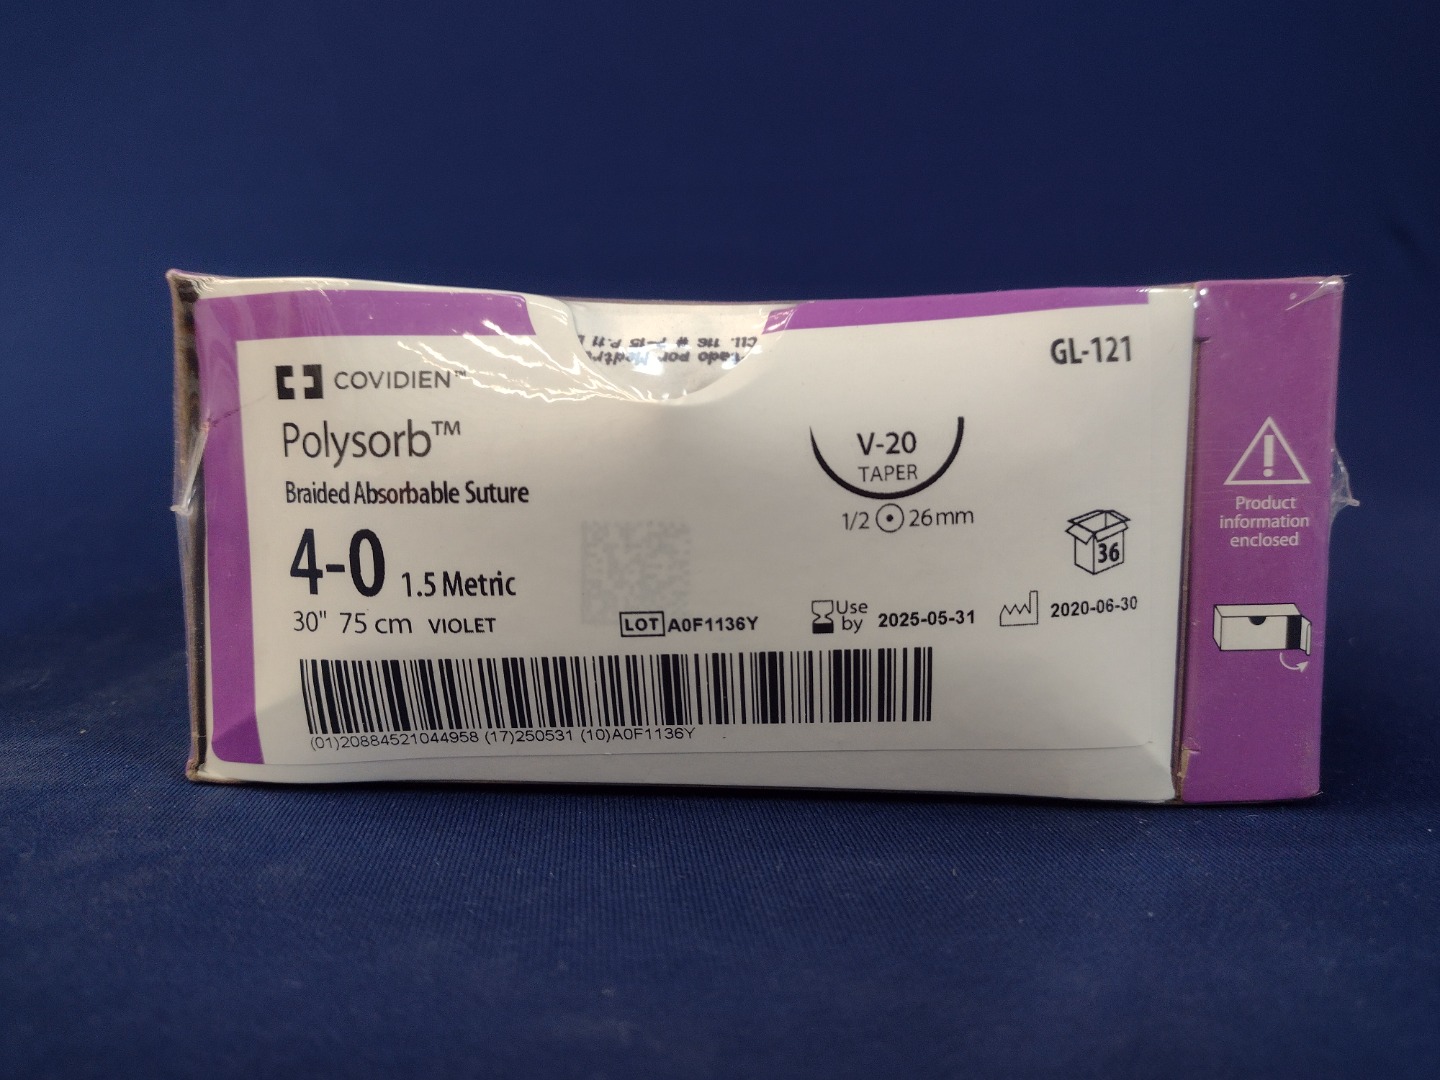 COVIDIEN™
GL-121
Polysorb™
Braided Absorbable Suture
4-0 1.5 Metric
30" 75 cm VIOLET
V-20
TAPER
1/2 26 mm
36
LOT A0F1136Y
Use by 2025-05-31
2020-06-30
(01)20884521044958 (17)250531 (10)A0F1136Y
Product
information
enclosed